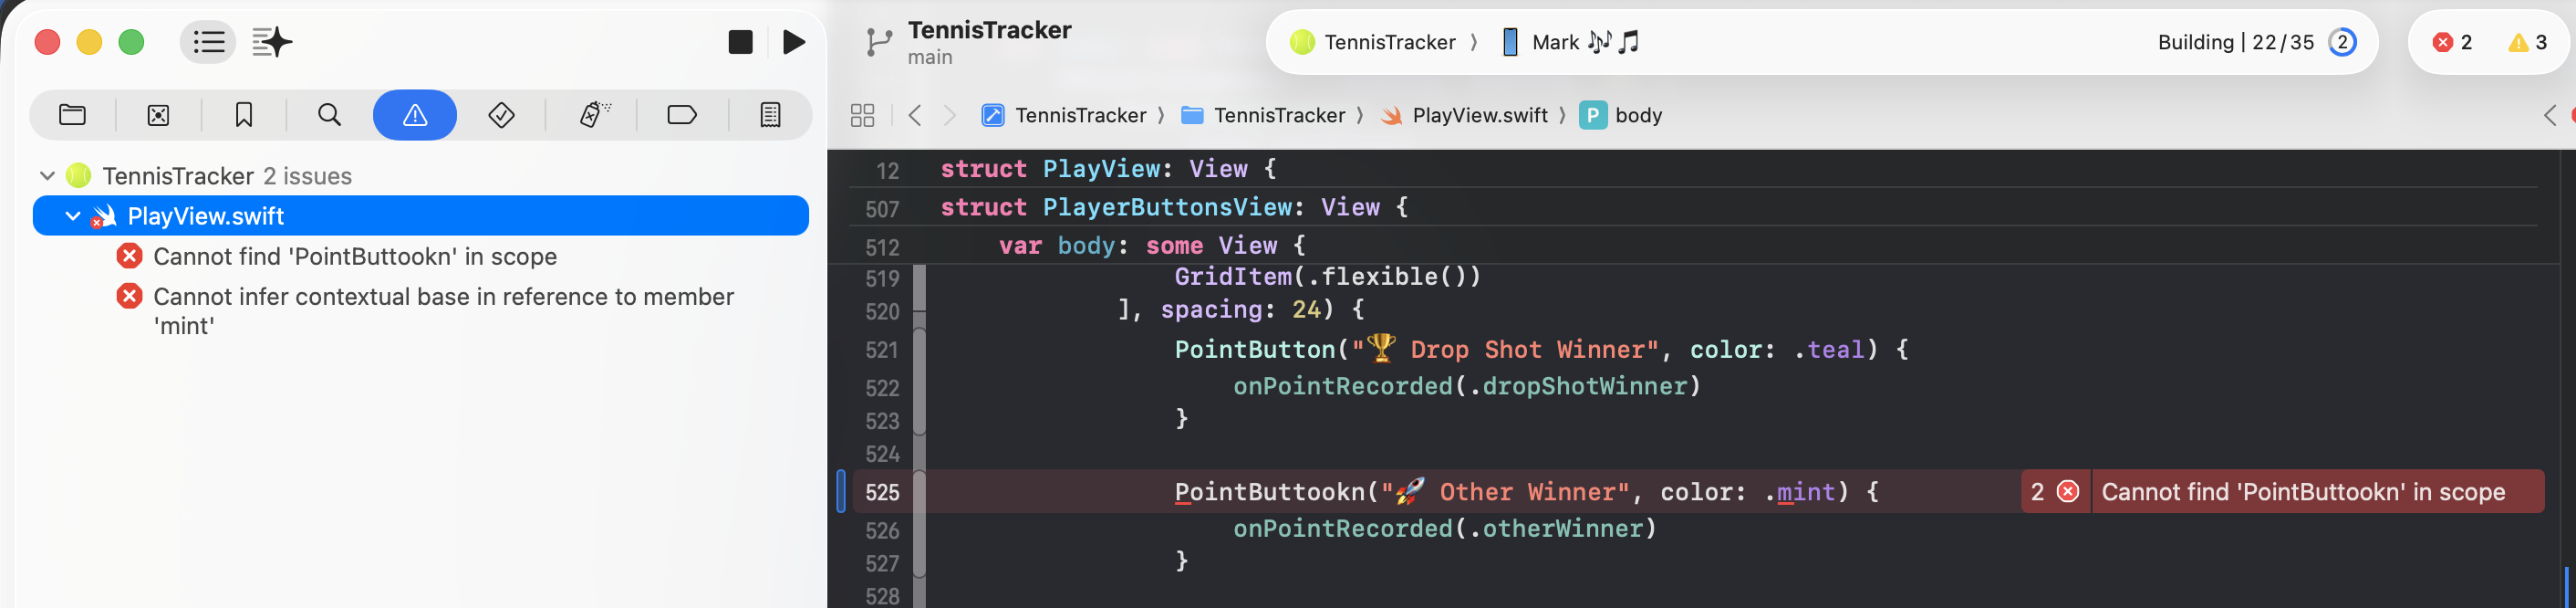 TennisTracker
main
TennisTracker 〉 Mark 🎶🎵
Building | 22/35 2
2 3
TennisTracker 〉 TennisTracker 〉 PlayView.swift 〉 P body
TennisTracker 2 issues
PlayView.swift
Cannot find 'PointButtookn' in scope
Cannot infer contextual base in reference to member
'mint'
12 struct PlayView: View {
507 struct PlayerButtonsView: View {
512 var body: some View {
519 GridItem(.flexible())
520 ], spacing: 24) {
521 PointButton("🏆 Drop Shot Winner", color: .teal) {
522 onPointRecorded(.dropShotWinner)
523 }
524
525 PointButtookn("🚀 Other Winner", color: .mint) { 2 Cannot find 'PointButtookn' in scope
526 onPointRecorded(.otherWinner)
527 }
528